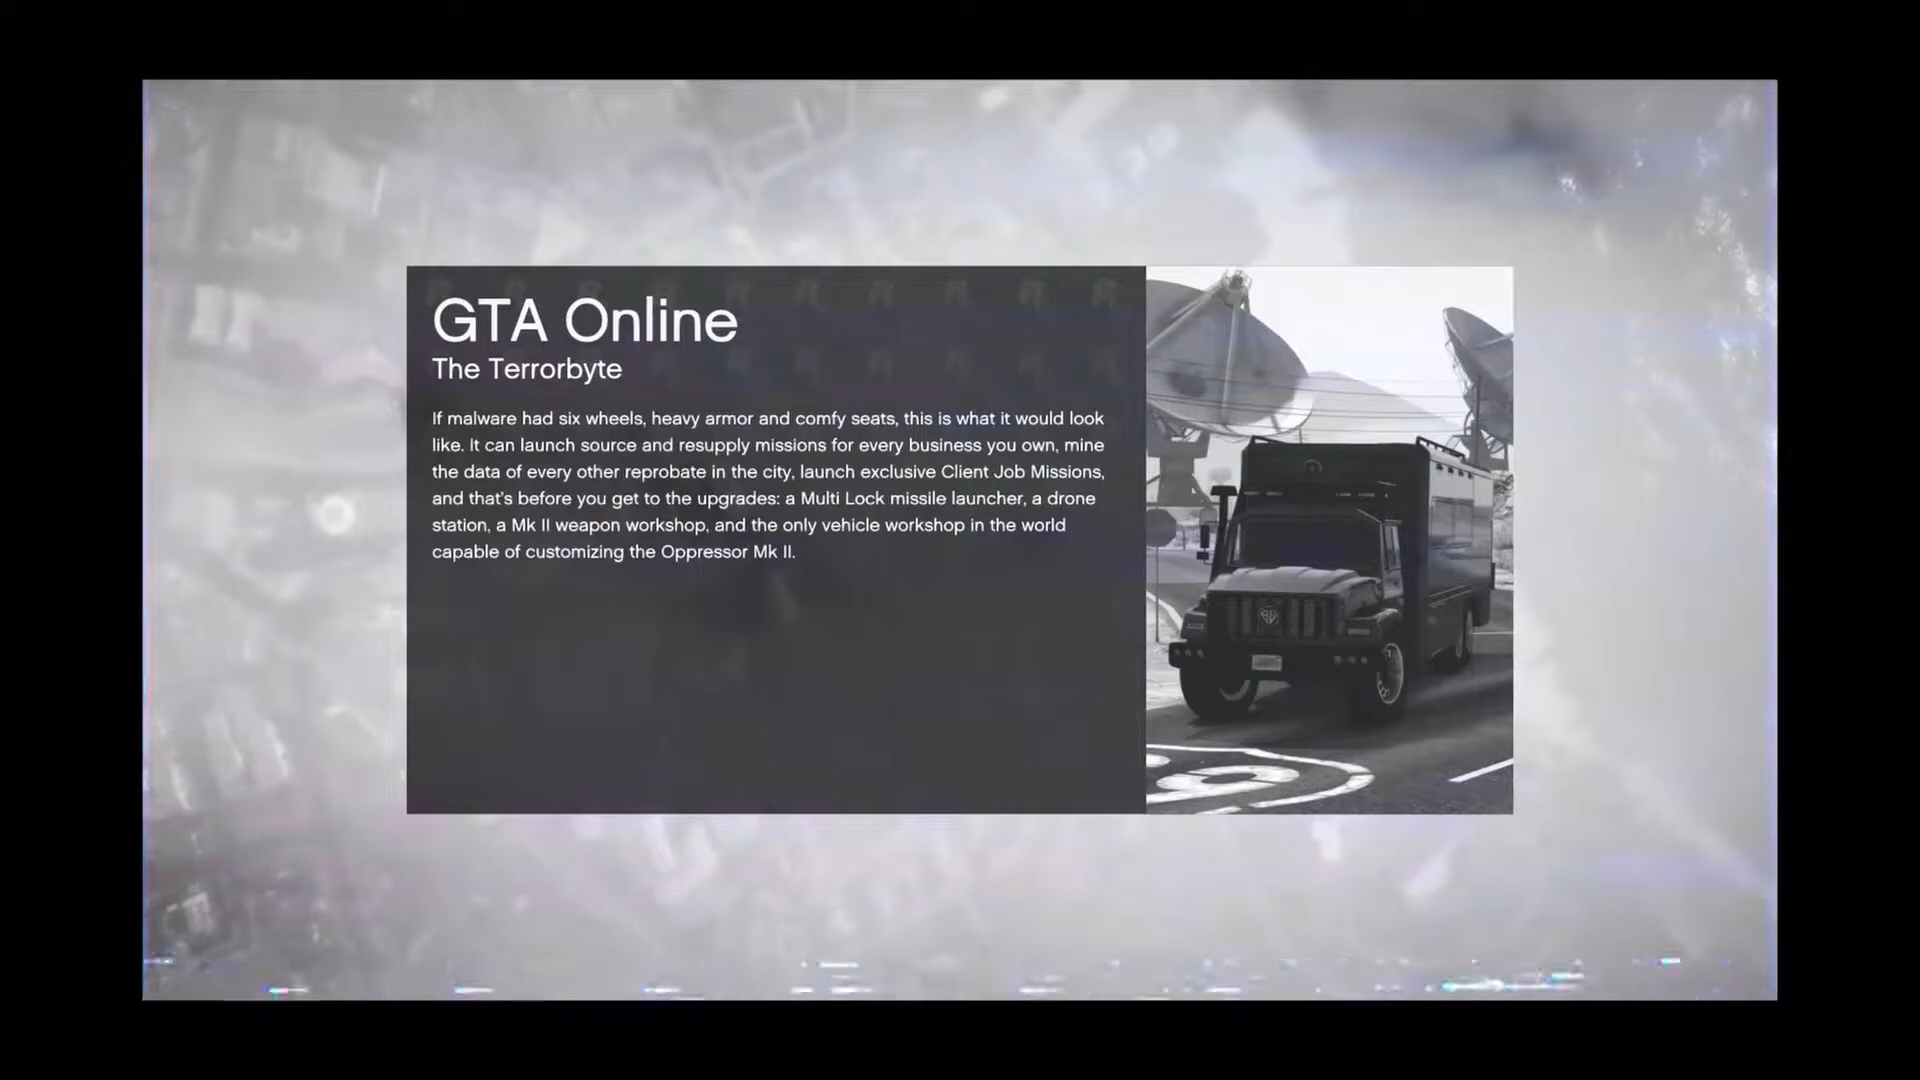 GTA Online
The Terrorbyte
If malware had six wheels, heavy armor and comfy seats, this is what it would look
like. It can launch source and resupply missions for every business you own, mine
the data of every other reprobate in the city, launch exclusive Client Job Missions,
and that's before you get to the upgrades: a Multi Lock missile launcher, a drone
station, a Mk II weapon workshop, and the only vehicle workshop in the world
capable of customizing the Oppressor Mk II.